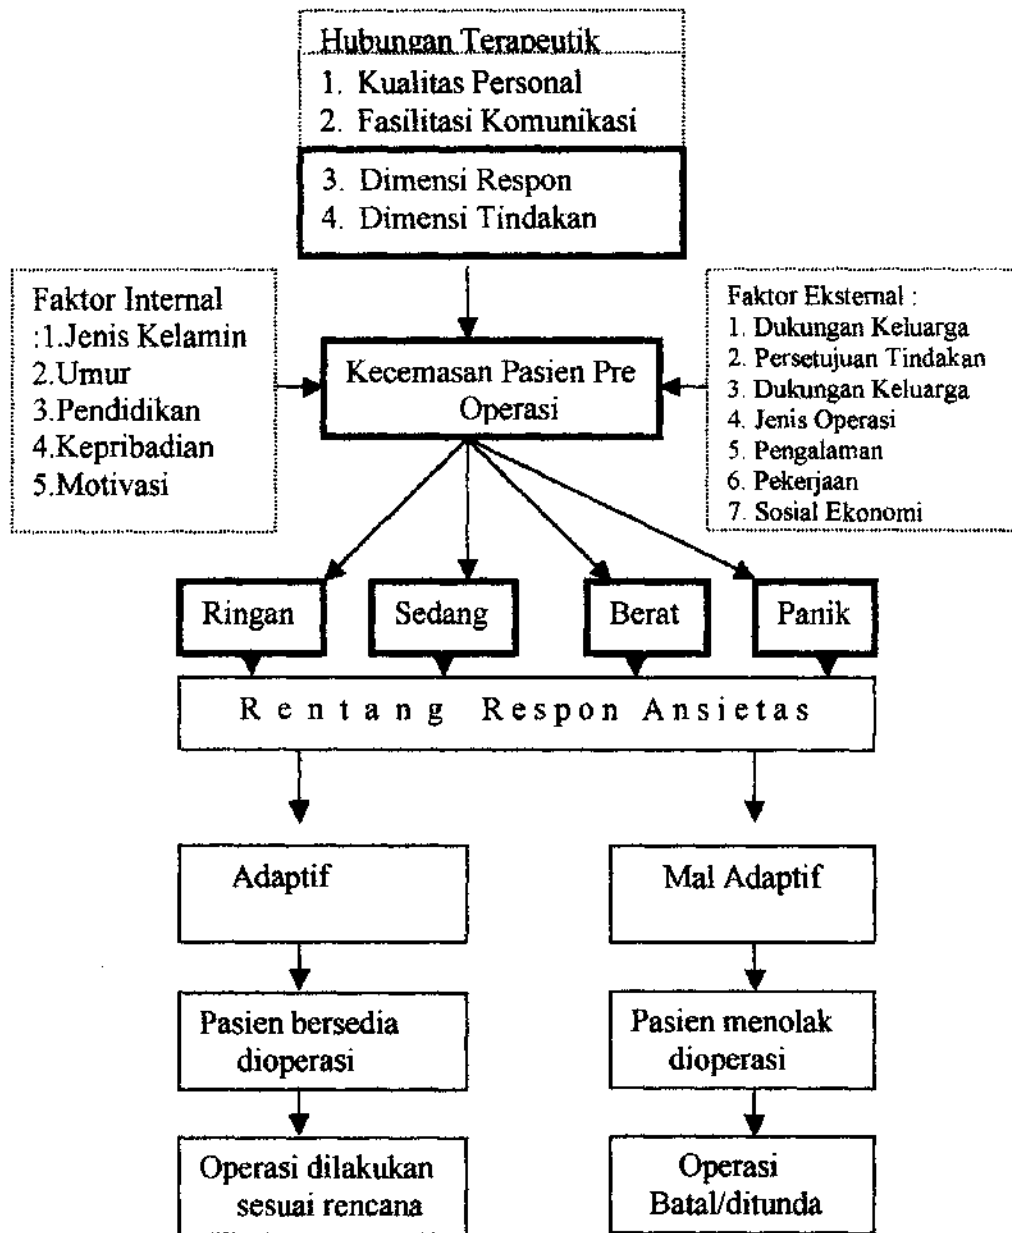 Hubungan Terapeutik
1. Kualitas Personal
2. Fasilitasi Komunikasi
3. Dimensi Respon
4. Dimensi Tindakan
Faktor Internal
:1.Jenis Kelamin
2.Umur
3.Pendidikan
4.Kepribadian
5.Motivasi
Kecemasan Pasien Pre
Operasi
Faktor Eksternal :
1. Dukungan Keluarga
2. Persetujuan Tindakan
3. Dukungan Keluarga
4. Jenis Operasi
5. Pengalaman
6. Pekerjaan
7. Sosial Ekonomi
Ringan
Sedang
Berat
Panik
Rentang Respon Ansietas
Adaptif
Mal Adaptif
Pasien bersedia
dioperasi
Pasien menolak
dioperasi
Operasi dilakukan
sesuai rencana
Operasi
Batal/ditunda